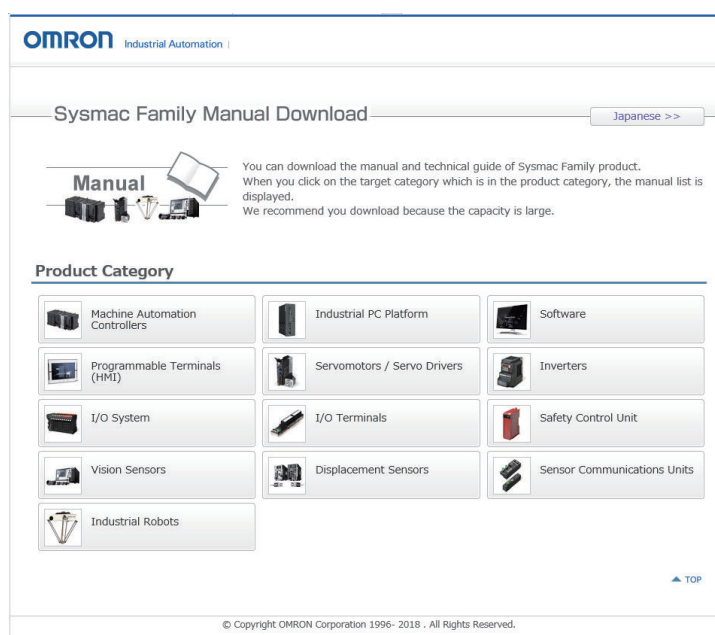 OMRON Industrial Automation |
Sysmac Family Manual Download
Japanese >>
Manual
You can download the manual and technical guide of Sysmac Family product.
When you click on the target category which is in the product category, the manual list is
displayed.
We recommend you download because the capacity is large.
Product Category
Machine Automation
Controllers
Industrial PC Platform
Software
Programmable Terminals
(HMI)
Servomotors / Servo Drivers
Inverters
I/O System
I/O Terminals
Safety Control Unit
Vision Sensors
Displacement Sensors
Sensor Communications Units
Industrial Robots
TOP
© Copyright OMRON Corporation 1996- 2018 . All Rights Reserved.